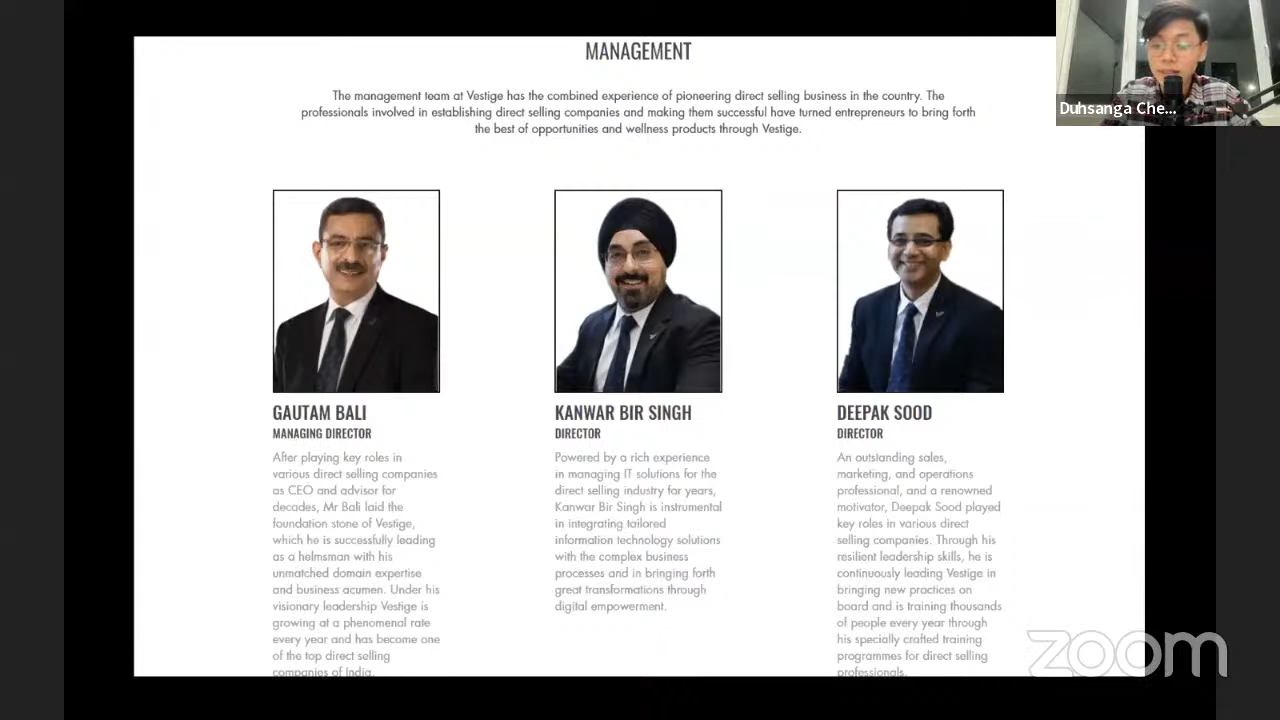 MANAGEMENT
The management team at Vestige has the combined experience of pioneering direct selling business in the country. The
professionals involved in establishing direct selling companies and making them successful have turned entrepreneurs to bring forth
the best of opportunities and wellness products through Vestige.
Duhsanga Che...
GAUTAM BALI
MANAGING DIRECTOR
After playing key roles in
various direct selling companies
as CEO and advisor for
decades, Mr Bali laid the
foundation stone of Vestige,
which he is successfully leading
as a helmsman with his
unmatched domain expertise
and business acumen. Under his
visionary leadership Vestige is
growing at a phenomenal rate
every year and has become one
of the top direct selling
companies of India.
KANWAR BIR SINGH
DIRECTOR
Powered by a rich experience
in managing IT solutions for the
direct selling industry for years,
Kanwar Bir Singh is instrumental
in integrating tailored
information technology solutions
with the complex business
processes and in bringing forth
great transformations through
digital empowerment.
DEEPAK SOOD
DIRECTOR
An outstanding sales,
marketing, and operations
professional, and a renowned
motivator, Deepak Sood played
key roles in various direct
selling companies. Through his
resilient leadership skills, he is
continuously leading Vestige in
bringing new practices on
board and is training thousands
of people every year through
his specially crafted training
programmes for direct selling
professionals.
zoom